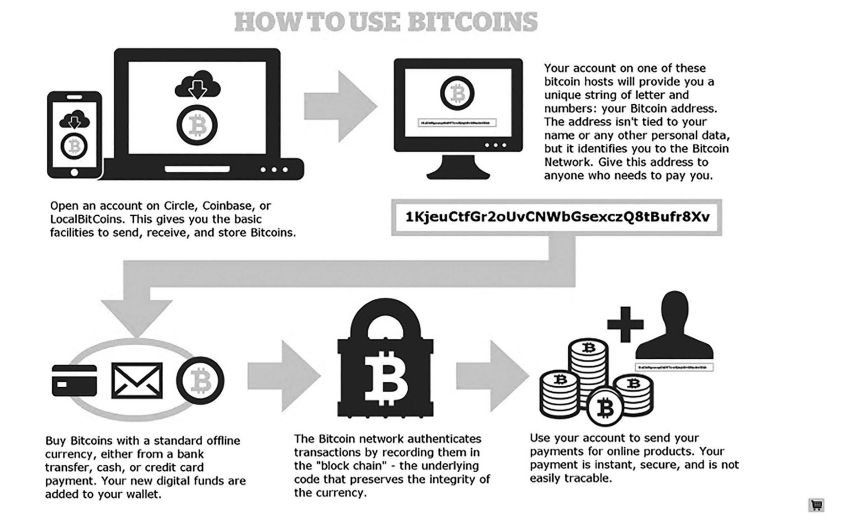 HOW TO USE BITCOINS
Open an account on Circle, Coinbase, or
LocalBitCoins. This gives you the basic
facilities to send, receive, and store Bitcoins.
Your account on one of these
bitcoin hosts will provide you a
unique string of letter and
numbers: your Bitcoin address.
The address isn't tied to your
name or any other personal data,
but it identifies you to the Bitcoin
Network. Give this address to
anyone who needs to pay you.
1KjeuCtfGr2oUvCNWbGsexczQ8tBufr8Xv
Buy Bitcoins with a standard offline
currency, either from a bank
transfer, cash, or credit card
payment. Your new digital funds are
added to your wallet.
The Bitcoin network authenticates
transactions by recording them in
the "block chain" - the underlying
code that preserves the integrity of
the currency.
Use your account to send your
payments for online products. Your
payment is instant, secure, and is not
easily tracable.